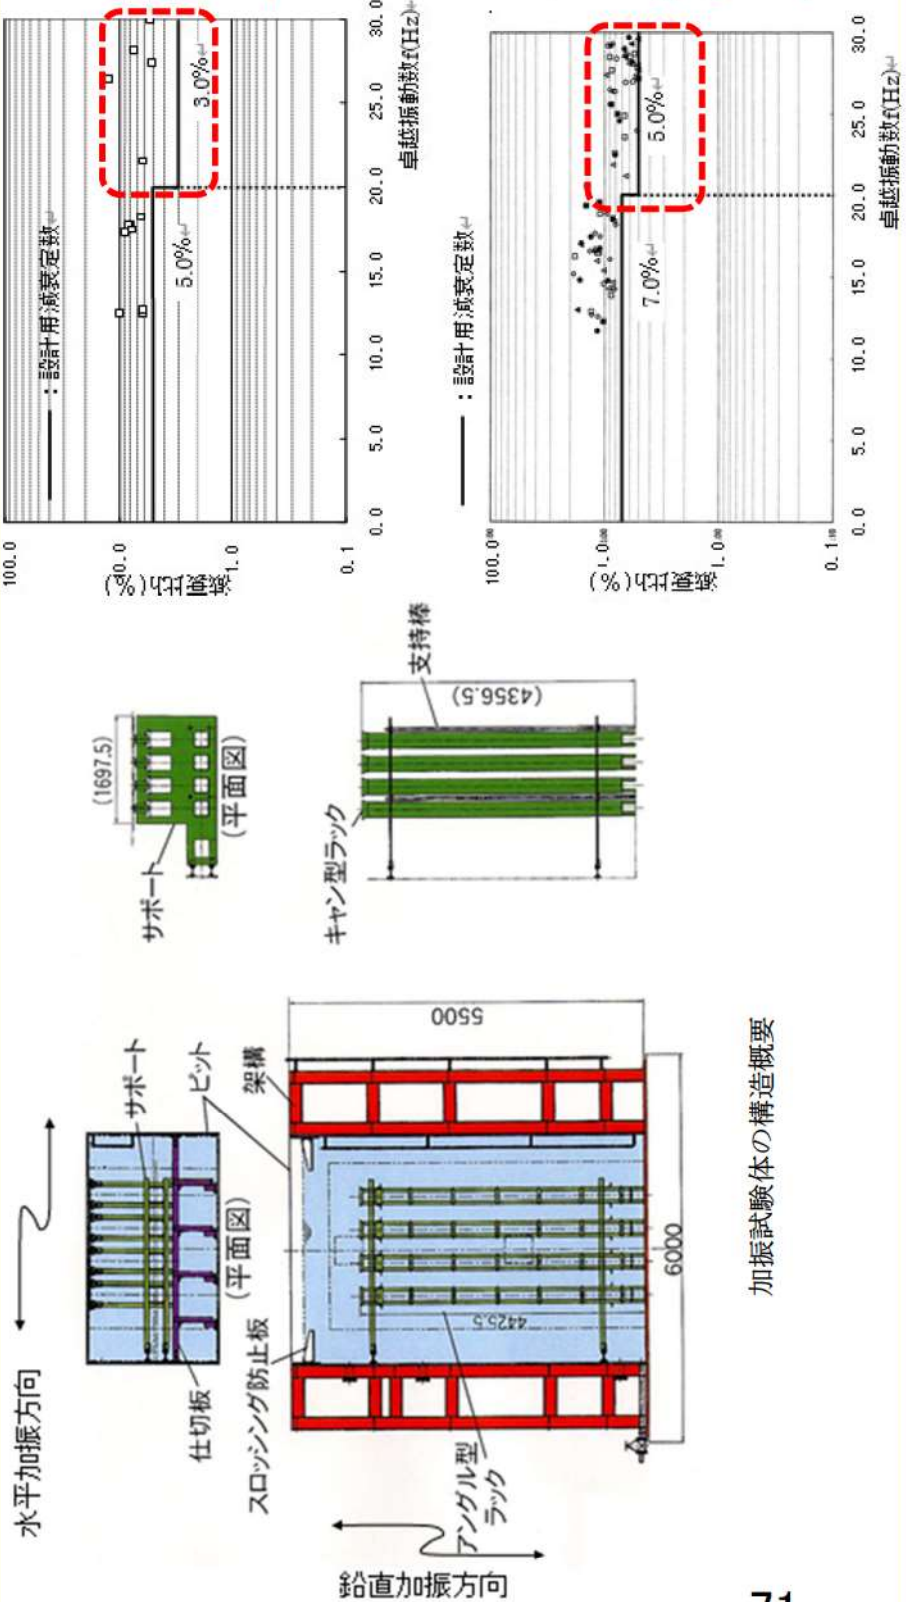 水平加振方向
鉛直加振方向
サポート
仕切板
ピット
(平面図)
架構
スロッシング防止板
5500
4425.5
アングル型
ラック
6000
加振試験体の構造概要
(1697.5)
サポート
(平面図)
キャン型ラック
(4356.5)
支持棒
:設計用減衰定数↵
100.0
1.0
0.1
減衰比h(%)
5.0%↵
3.0%↵
0.0
5.0
10.0
15.0
20.0
25.0
30.0
卓越振動数f(Hz)↵
:設計用減衰定数↵
減衰比h(%)
7.0%↵
5.0%↵
0.0
5.0
10.0
15.0
20.0
25.0
30.0
卓越振動数f(Hz)↵
71